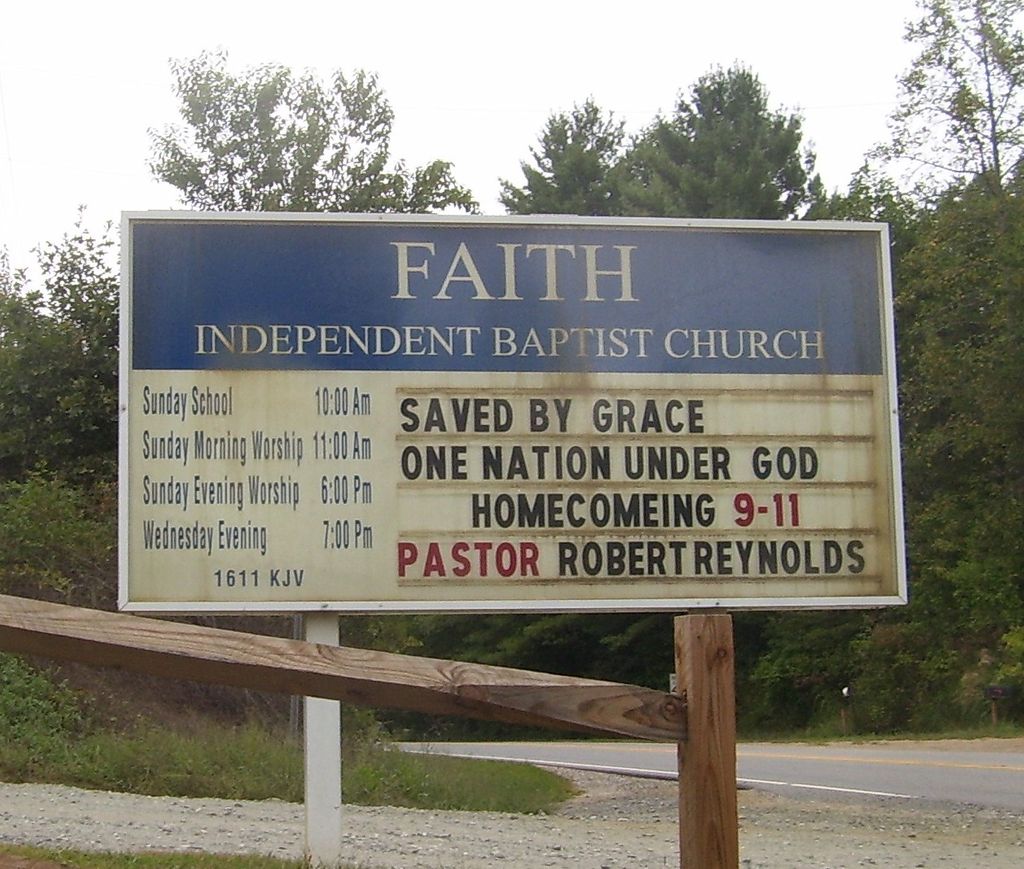 FAITH
INDEPENDENT BAPTIST CHURCH
Sunday School 10:00 Am
Sunday Morning Worship 11:00 Am
Sunday Evening Worship 6:00 Pm
Wednesday Evening 7:00 Pm
1611 KJV
SAVED BY GRACE
ONE NATION UNDER GOD
HOMECOMEING 9-11
PASTOR ROBERT REYNOLDS